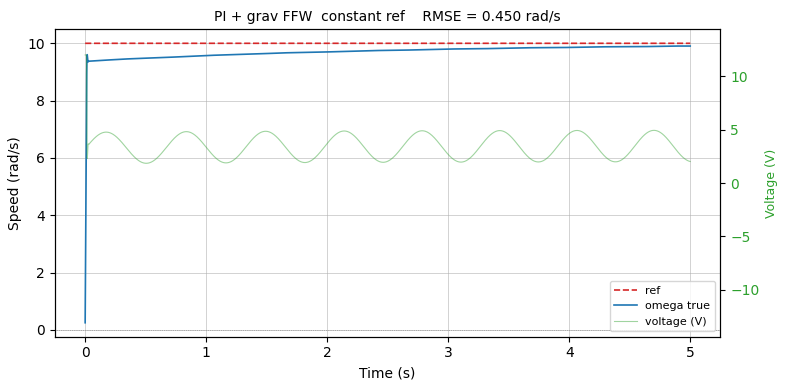 PI + grav FFW  constant ref    RMSE = 0.450 rad/s
Speed (rad/s)
10
8
6
4
2
0
0
1
2
3
4
5
Time (s)
10
5
0
−5
−10
Voltage (V)
ref
omega true
voltage (V)